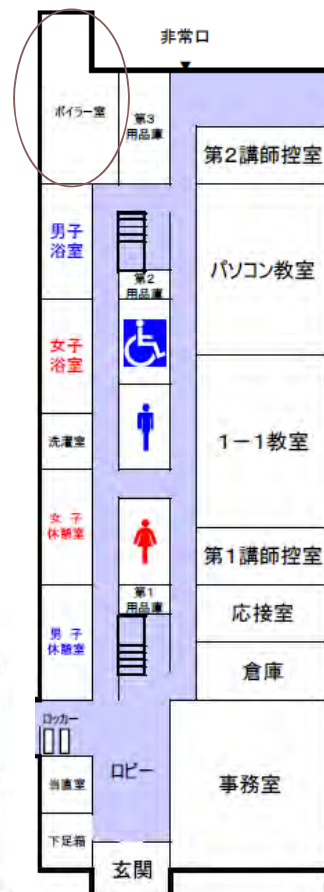 非常口
ボイラー室
第3
用品庫
第2講師控室
男子
浴室
パソコン教室
第2
用品庫
女子
浴室
洗濯室
1-1教室
女 子
休憩室
第1講師控室
第1
用品庫
応接室
男 子
休憩室
倉庫
ロッカー
ロビー
当直室
事務室
下足箱
玄関